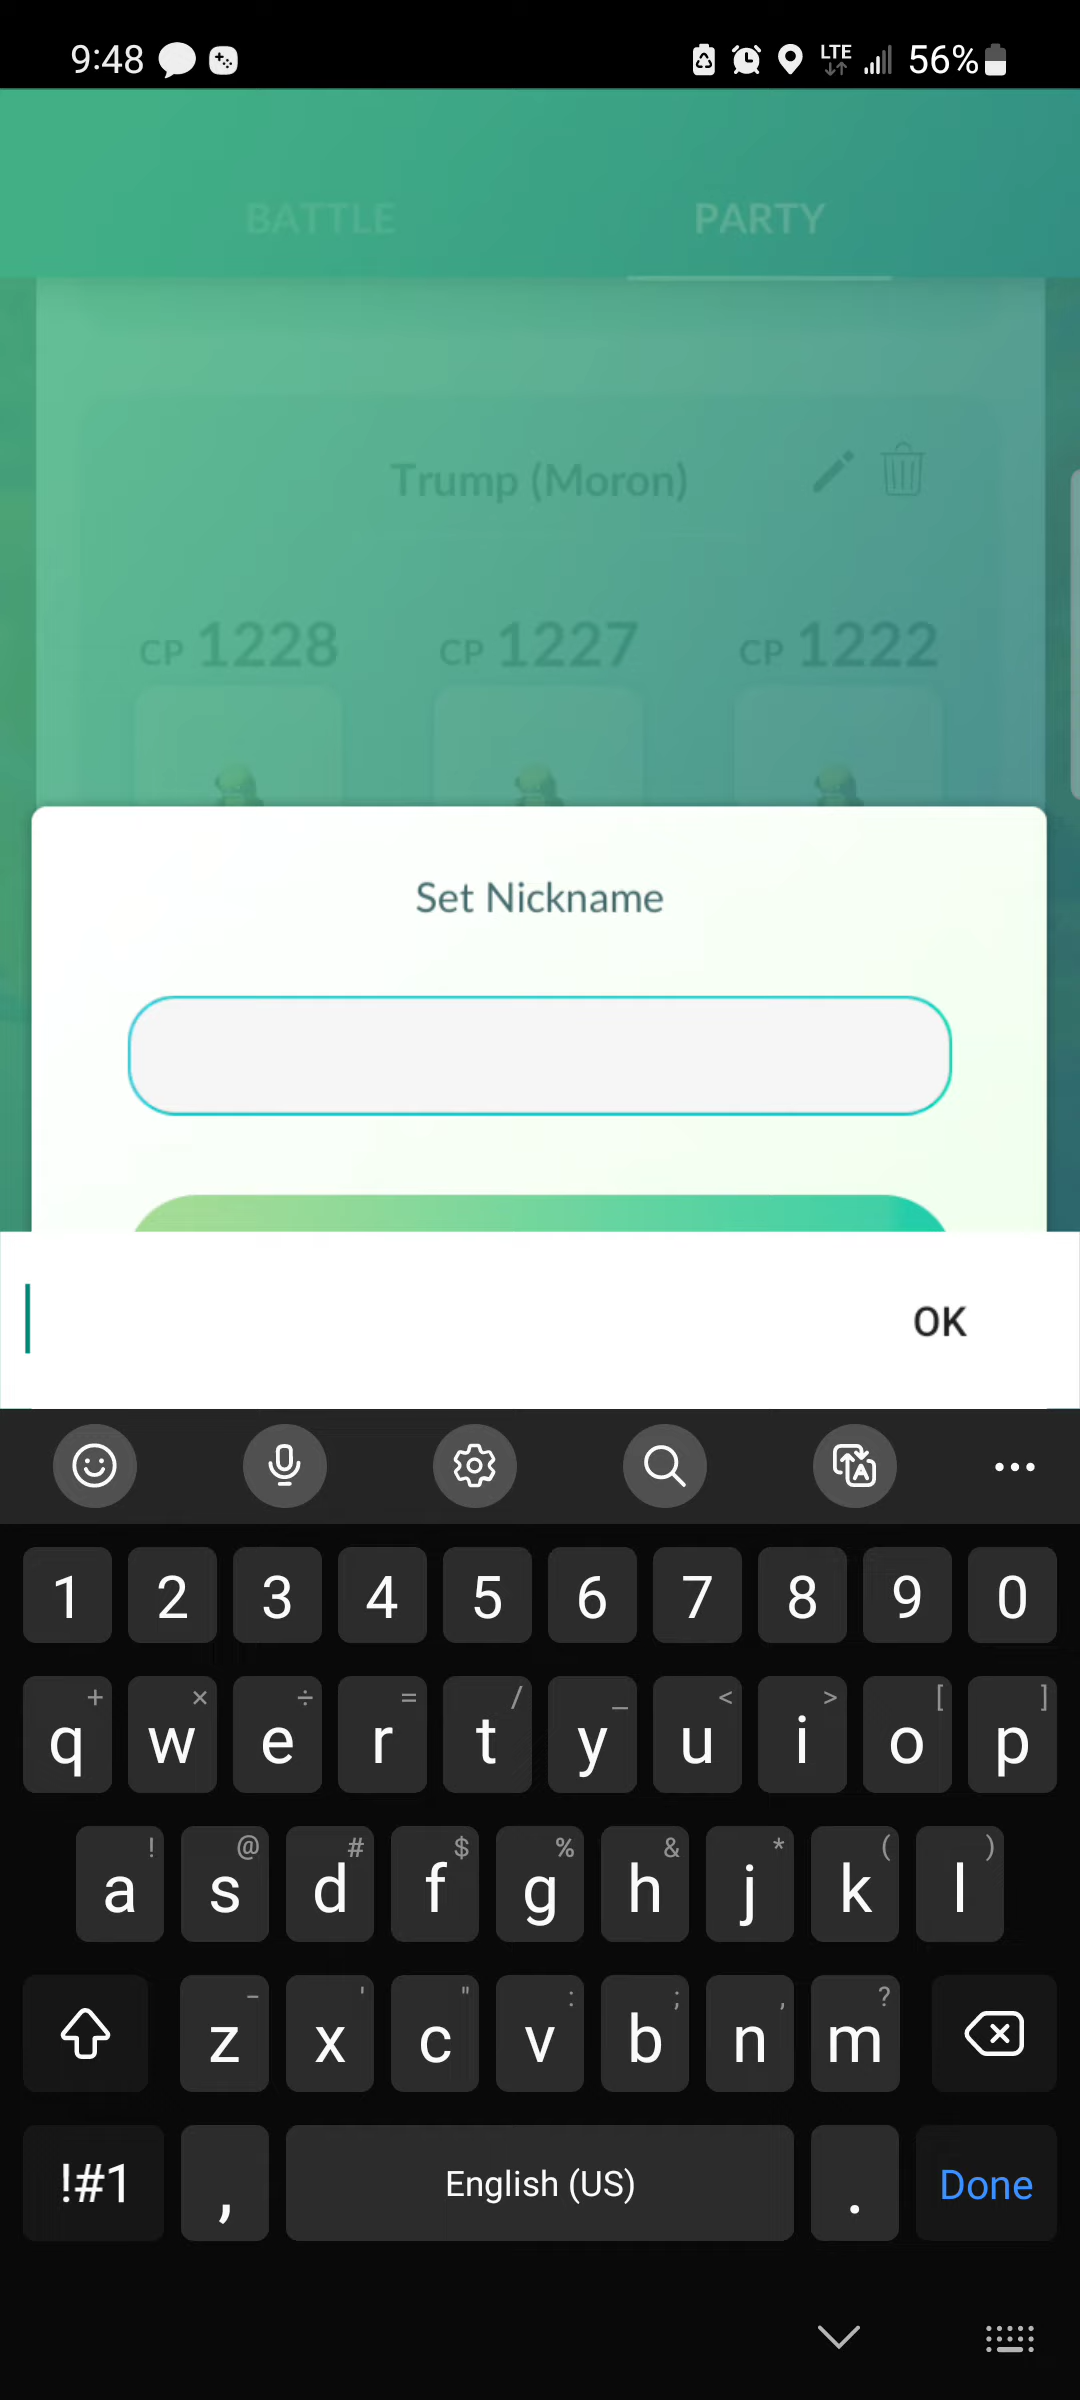 9:48 LTE 56%
BATTLE PARTY
Trump (Moron)
CP 1228 CP 1227 CP 1222
Set Nickname
OK
1 2 3 4 5 6 7 8 9 0
+ × ÷ = / _ < > [ ]
q w e r t y u i o p
! @ # $ % & * ( )
a s d f g h j k l
- ' " : ; , ?
z x c v b n m
!#1 , English (US) . Done